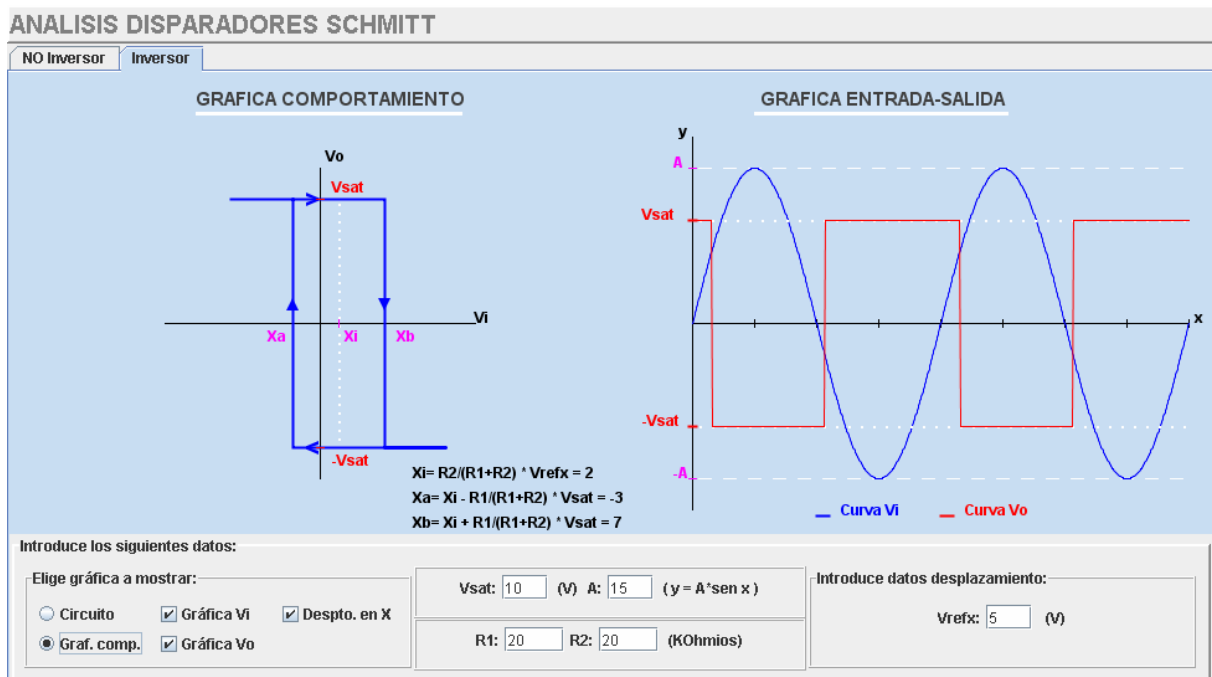 ANALISIS DISPARADORES SCHMITT
NO Inversor Inversor
GRAFICA COMPORTAMIENTO
Vo
Vsat
Vi
Xa Xi Xb
-Vsat
Xi= R2/(R1+R2) * Vrefx = 2
Xa= Xi - R1/(R1+R2) * Vsat = -3
Xb= Xi + R1/(R1+R2) * Vsat = 7
GRAFICA ENTRADA-SALIDA
y
A
Vsat
x
-Vsat
-A
Curva Vi Curva Vo
Introduce los siguientes datos:
Elige gráfica a mostrar:
Circuito Gráfica Vi Despto. en X
Graf. comp. Gráfica Vo
Vsat: 10 (V) A: 15 ( y = A*sen x )
R1: 20 R2: 20 (KOhmios)
Introduce datos desplazamiento:
Vrefx: 5 (V)